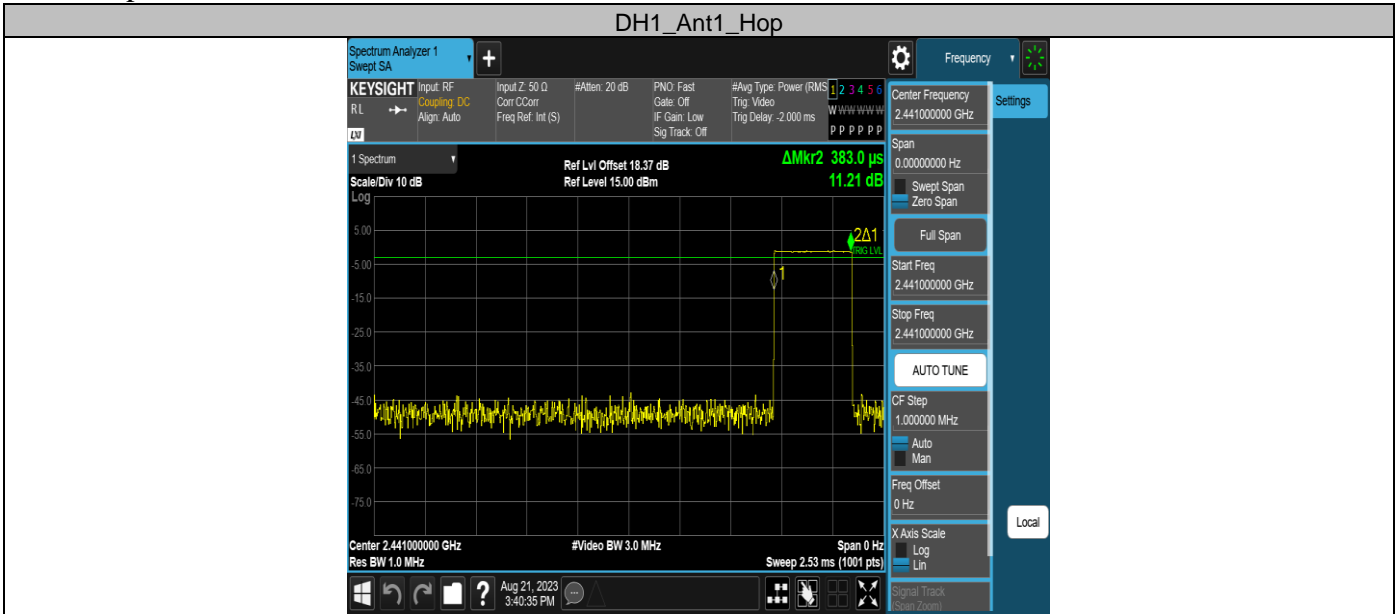 DH1_Ant1_Hop
Spectrum Analyzer 1
Swept SA
+
Frequency
KEYSIGHT
RL
LXI
Input: RF
Coupling: DC
Align: Auto
Input Z: 50 Ω
Corr CCorr
Freq Ref: Int (S)
#Atten: 20 dB
PNO: Fast
Gate: Off
IF Gain: Low
Sig Track: Off
#Avg Type: Power (RMS
Trig: Video
Trig Delay: -2.000 ms
1 2 3 4 5 6
W W W W W W
P P P P P P
1 Spectrum
Scale/Div 10 dB
Log
Ref Lvl Offset 18.37 dB
Ref Level 15.00 dBm
ΔMkr2 383.0 µs
11.21 dB
5.00
-5.00
-15.0
-25.0
-35.0
-45.0
-55.0
-65.0
-75.0
2Δ1
TRIG LVL
1
Center 2.441000000 GHz
Res BW 1.0 MHz
#Video BW 3.0 MHz
Span 0 Hz
Sweep 2.53 ms (1001 pts)
Center Frequency
2.441000000 GHz
Settings
Span
0.00000000 Hz
Swept Span
Zero Span
Full Span
Start Freq
2.441000000 GHz
Stop Freq
2.441000000 GHz
AUTO TUNE
CF Step
1.000000 MHz
Auto
Man
Freq Offset
0 Hz
X Axis Scale
Log
Lin
Signal Track
(Span Zoom)
Local
?
Aug 21, 2023
3:40:35 PM